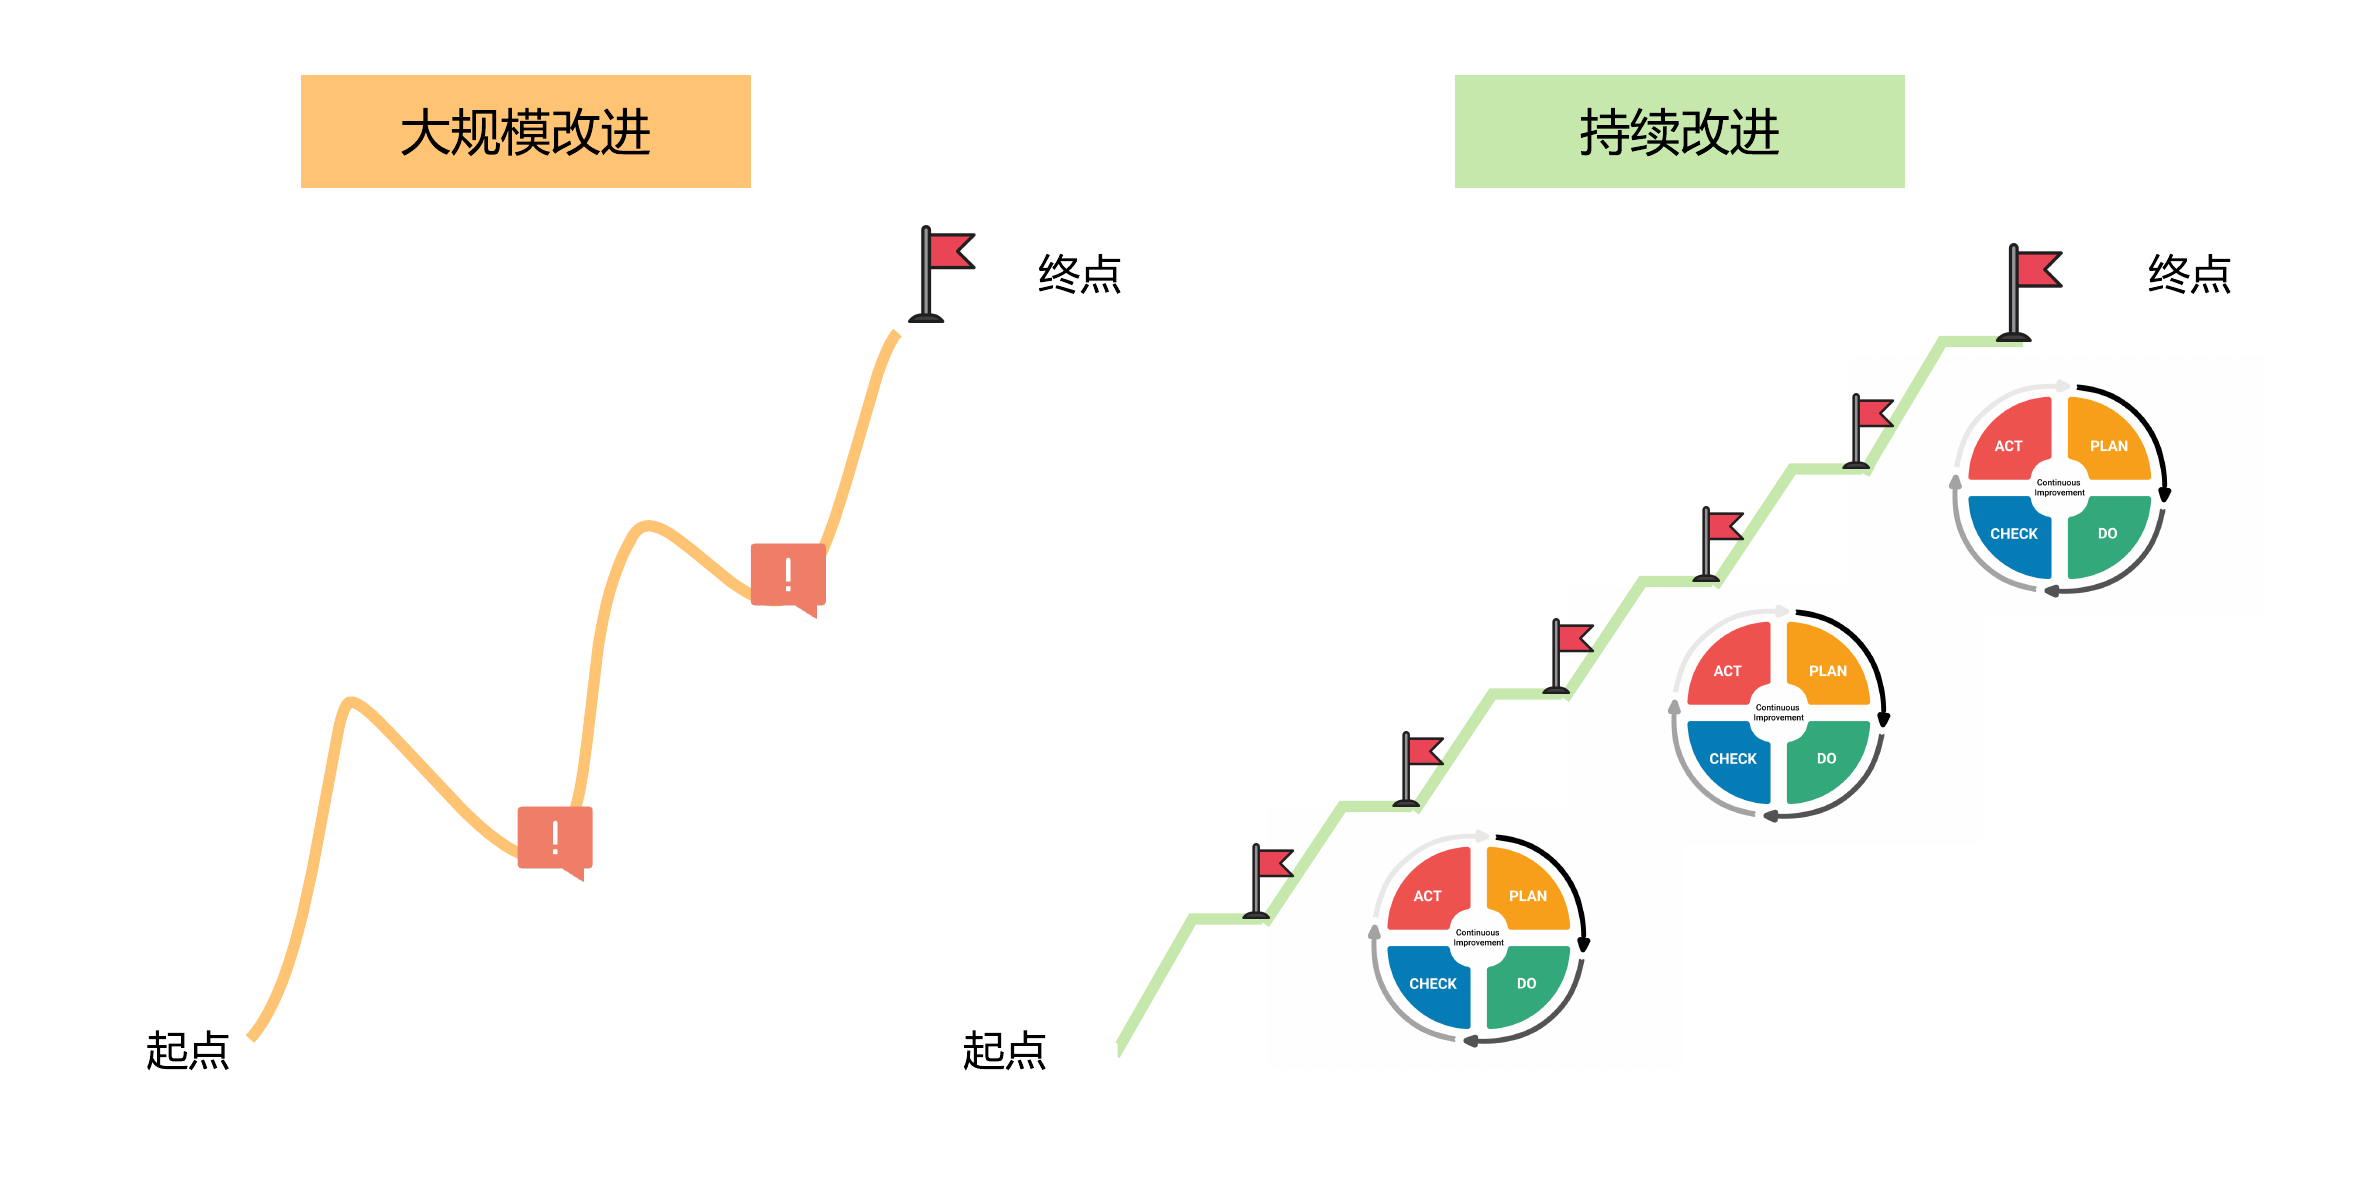 大规模改进
持续改进
终点
终点
ACT
PLAN
Continuous
Improvement
CHECK
DO
ACT
PLAN
Continuous
Improvement
CHECK
DO
ACT
PLAN
Continuous
Improvement
CHECK
DO
起点
起点
!
!